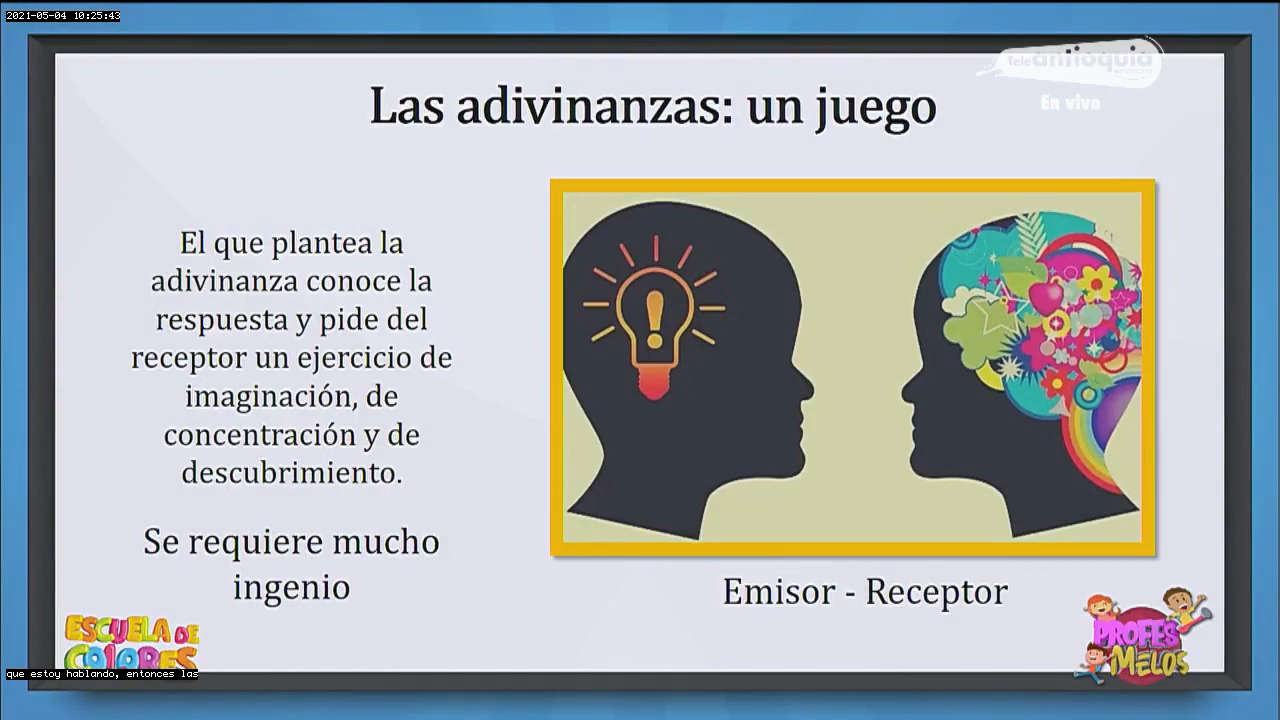 2021-05-04 10:25:43
Teleantioquia
En vivo
Las adivinanzas: un juego
El que plantea la
adivinanza conoce la
respuesta y pide del
receptor un ejercicio de
imaginación, de
concentración y de
descubrimiento.
Se requiere mucho
ingenio
Emisor - Receptor
ESCUELA DE
COLORES
PROFES
MELOS
que estoy hablando, entonces las